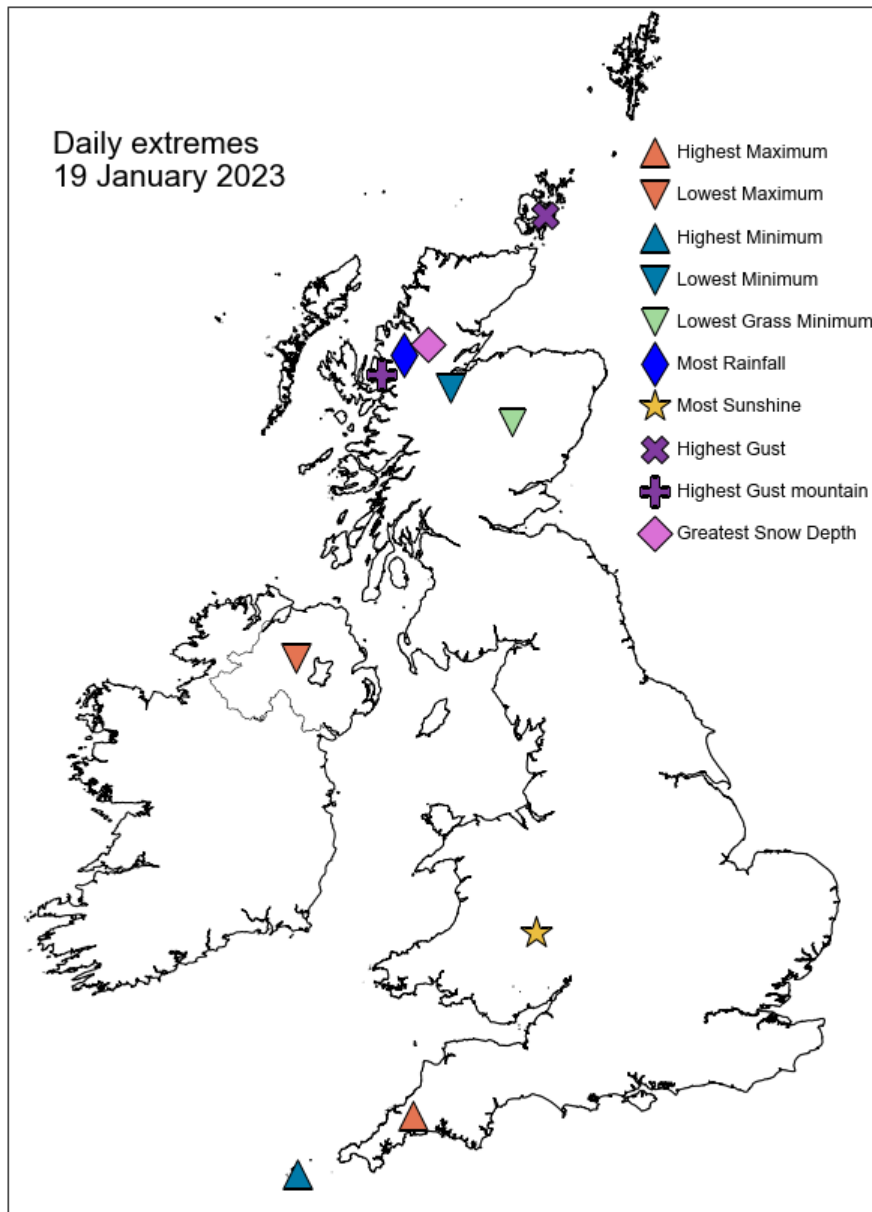 Daily extremes
19 January 2023
Highest Maximum
Lowest Maximum
Highest Minimum
Lowest Minimum
Lowest Grass Minimum
Most Rainfall
Most Sunshine
Highest Gust
Highest Gust mountain
Greatest Snow Depth